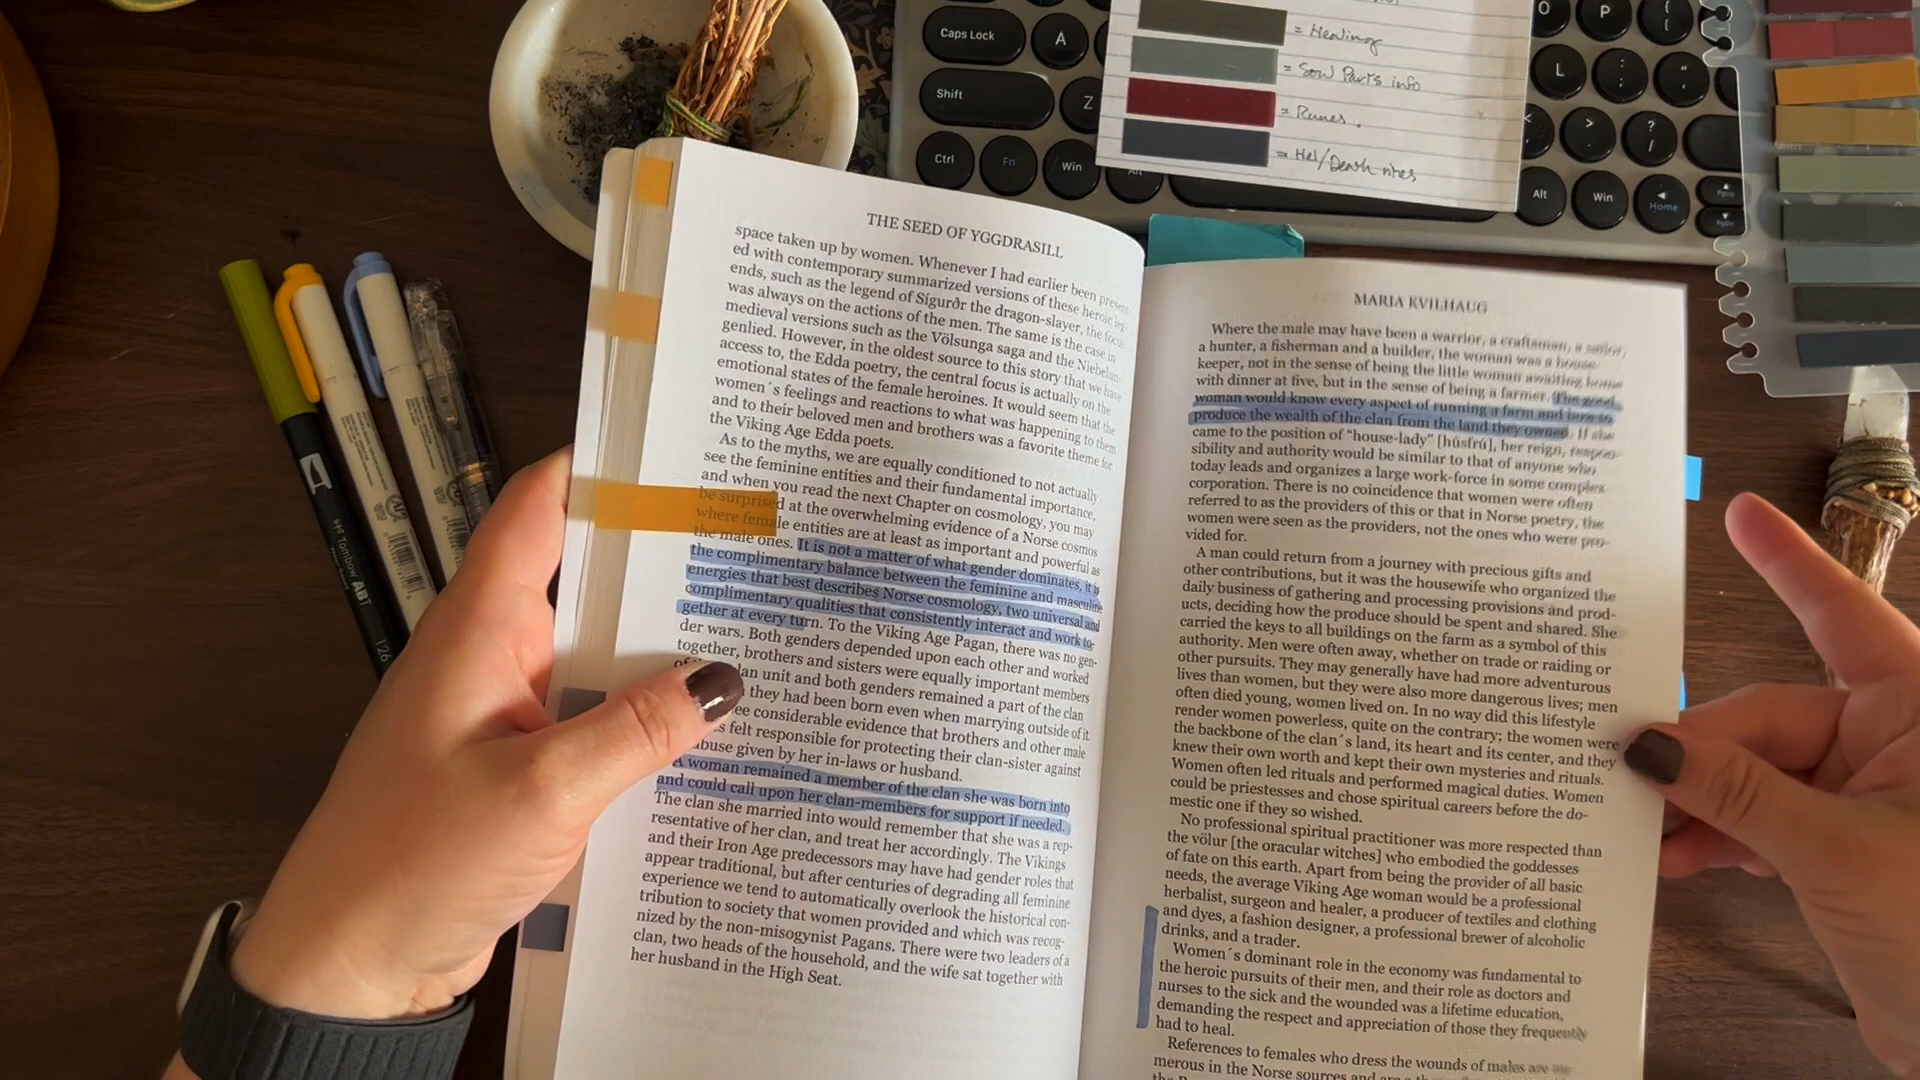 Caps Lock
A
Shift
Z
Ctrl
Fn
Win
Alt
O
P
{
[
L
:
;
"
<
>
.
?
/
Alt
Win
Home
PgUp
PgDn
= Healing
= Runes.
= Hel/Death rites
Tombow
AB
126
THE SEED OF YGGDRASILL
space taken up by women. Whenever I had earlier been present-
ed with contemporary summarized versions of these heroic leg-
ends, such as the legend of Sígurðr the dragon-slayer, the focus
was always on the actions of the men. The same is the case in
medieval versions such as the Völsunga saga and the Niebelun-
genlied. However, in the oldest source to this story that we have
access to, the Edda poetry, the central focus is actually on the
emotional states of the female heroines. It would seem that the
women´s feelings and reactions to what was happening to them
and to their beloved men and brothers was a favorite theme for
the Viking Age Edda poets.
As to the myths, we are equally conditioned to not actually
see the feminine entities and their fundamental importance,
and when you read the next Chapter on cosmology, you may
be surprised at the overwhelming evidence of a Norse cosmos
where female entities are at least as important and powerful as
the male ones. It is not a matter of what gender dominates, it is
the complimentary balance between the feminine and masculine
energies that best describes Norse cosmology, two universal and
complimentary qualities that consistently interact and work to-
gether at every turn. To the Viking Age Pagan, there was no gen-
der wars. Both genders depended upon each other and worked
together, brothers and sisters were equally important members
of clan unit and both genders remained a part of the clan
they had been born even when marrying outside of it.
considerable evidence that brothers and other male
felt responsible for protecting their clan-sister against
abuse given by her in-laws or husband.
A woman remained a member of the clan she was born into
and could call upon her clan-members for support if needed.
The clan she married into would remember that she was a rep-
resentative of her clan, and treat her accordingly. The Vikings
and their Iron Age predecessors may have had gender roles that
appear traditional, but after centuries of degrading all feminine
experience we tend to automatically overlook the historical con-
tribution to society that women provided and which was recog-
nized by the non-misogynist Pagans. There were two leaders of a
clan, two heads of the household, and the wife sat together with
her husband in the High Seat.
MARIA KVILHAUG
Where the male may have been a warrior, a craftsman, a sailor,
a hunter, a fisherman and a builder, the woman was a house-
keeper, not in the sense of being the little woman awaiting home
with dinner at five, but in the sense of being a farmer. The good
woman would know every aspect of running a farm and how to
produce the wealth of the clan from the land they owned. If she
came to the position of “house-lady” [húsfrú], her reign, respon-
sibility and authority would be similar to that of anyone who
today leads and organizes a large work-force in some complex
corporation. There is no coincidence that women were often
referred to as the providers of this or that in Norse poetry, the
women were seen as the providers, not the ones who were pro-
vided for.
A man could return from a journey with precious gifts and
other contributions, but it was the housewife who organized the
daily business of gathering and processing provisions and prod-
ucts, deciding how the produce should be spent and shared. She
carried the keys to all buildings on the farm as a symbol of this
authority. Men were often away, whether on trade or raiding or
other pursuits. They may generally have had more adventurous
lives than women, but they were also more dangerous lives; men
often died young, women lived on. In no way did this lifestyle
render women powerless, quite on the contrary; the women were
the backbone of the clan´s land, its heart and its center, and they
knew their own worth and kept their own mysteries and rituals.
Women often led rituals and performed magical duties. Women
could be priestesses and chose spiritual careers before the do-
mestic one if they so wished.
No professional spiritual practitioner was more respected than
the völur [the oracular witches] who embodied the goddesses
of fate on this earth. Apart from being the provider of all basic
needs, the average Viking Age woman would be a professional
herbalist, surgeon and healer, a producer of textiles and clothing
and dyes, a fashion designer, a professional brewer of alcoholic
drinks, and a trader.
Women´s dominant role in the economy was fundamental to
the heroic pursuits of their men, and their role as doctors and
nurses to the sick and the wounded was a lifetime education,
demanding the respect and appreciation of those they frequently
had to heal.
References to females who dress the wounds of males are nu-
merous in the Norse sources and